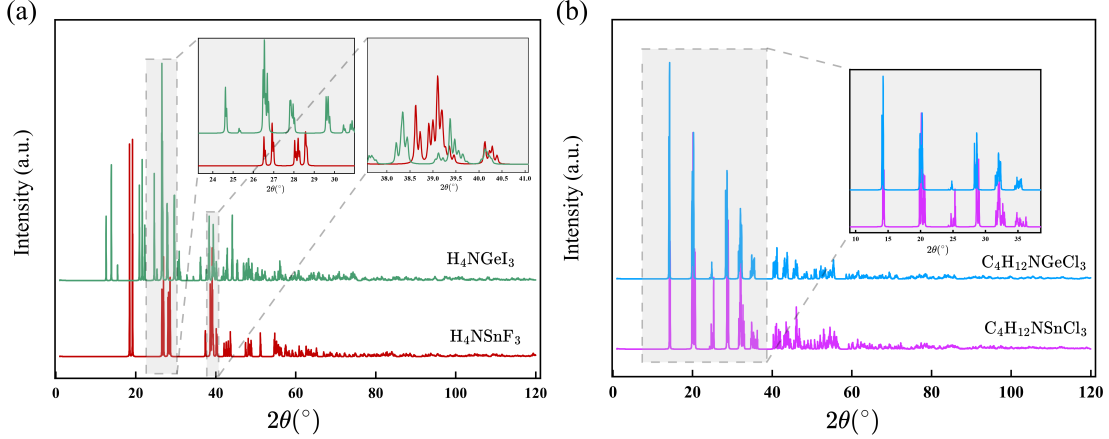 (a)
Intensity (a.u.)
24 25 26 27 28 29 30
2θ(°)
38.0 38.5 39.0 39.5 40.0 40.5 41.0
2θ(°)
H₄NGeI₃
H₄NSnF₃
0 20 40 60 80 100 120
2θ(°)
(b)
Intensity (a.u.)
10 15 20 25 30 35
2θ(°)
C₄H₁₂NGeCl₃
C₄H₁₂NSnCl₃
0 20 40 60 80 100 120
2θ(°)